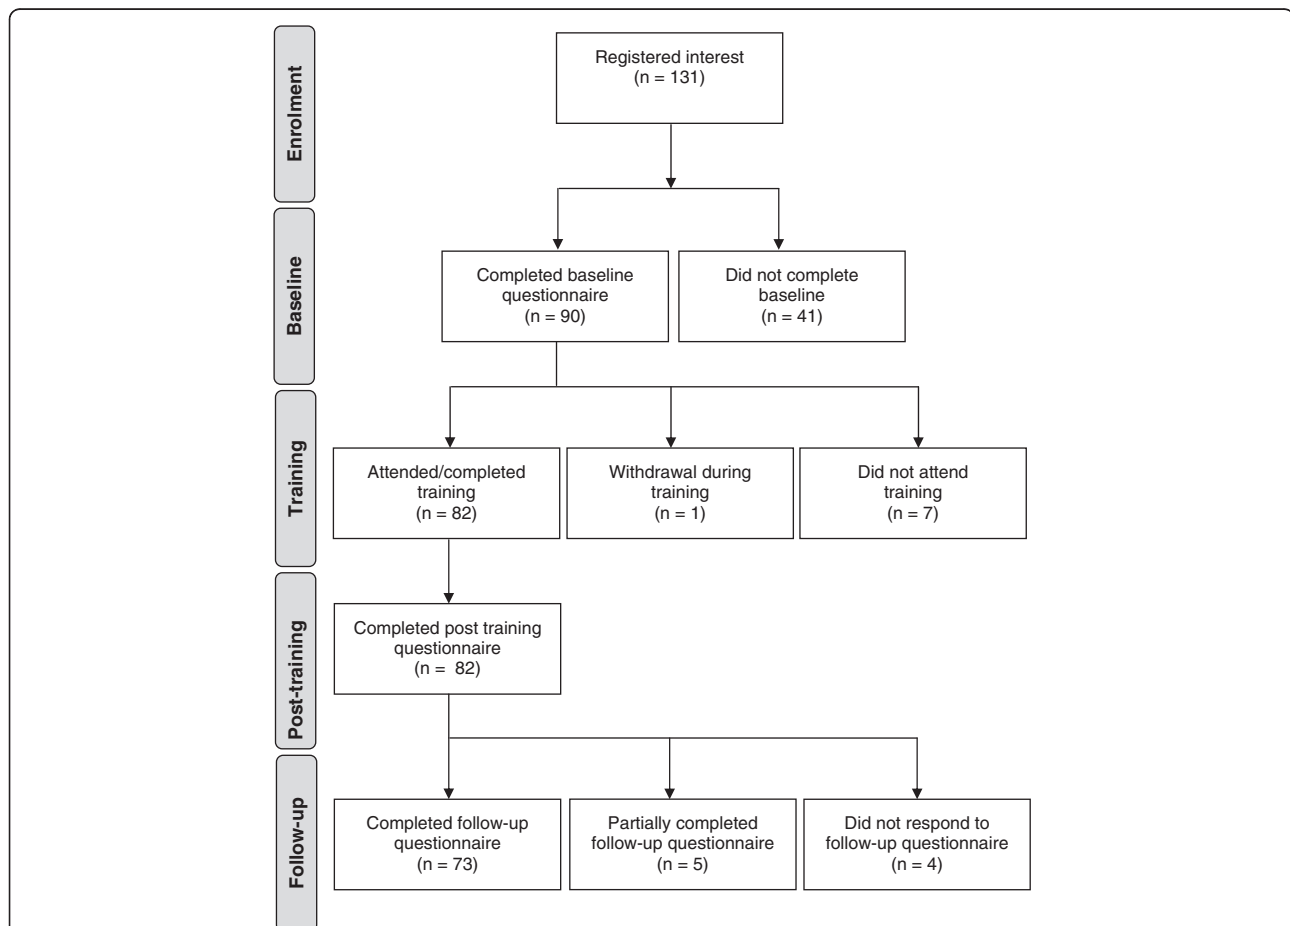 Enrolment
Registered interest
(n = 131)
Baseline
Completed baseline
questionnaire
(n = 90)
Did not complete
baseline
(n = 41)
Training
Attended/completed
training
(n = 82)
Withdrawal during
training
(n = 1)
Did not attend
training
(n = 7)
Post-training
Completed post training
questionnaire
(n =  82)
Follow-up
Completed follow-up
questionnaire
(n = 73)
Partially completed
follow-up questionnaire
(n = 5)
Did not respond to
follow-up questionnaire
(n = 4)